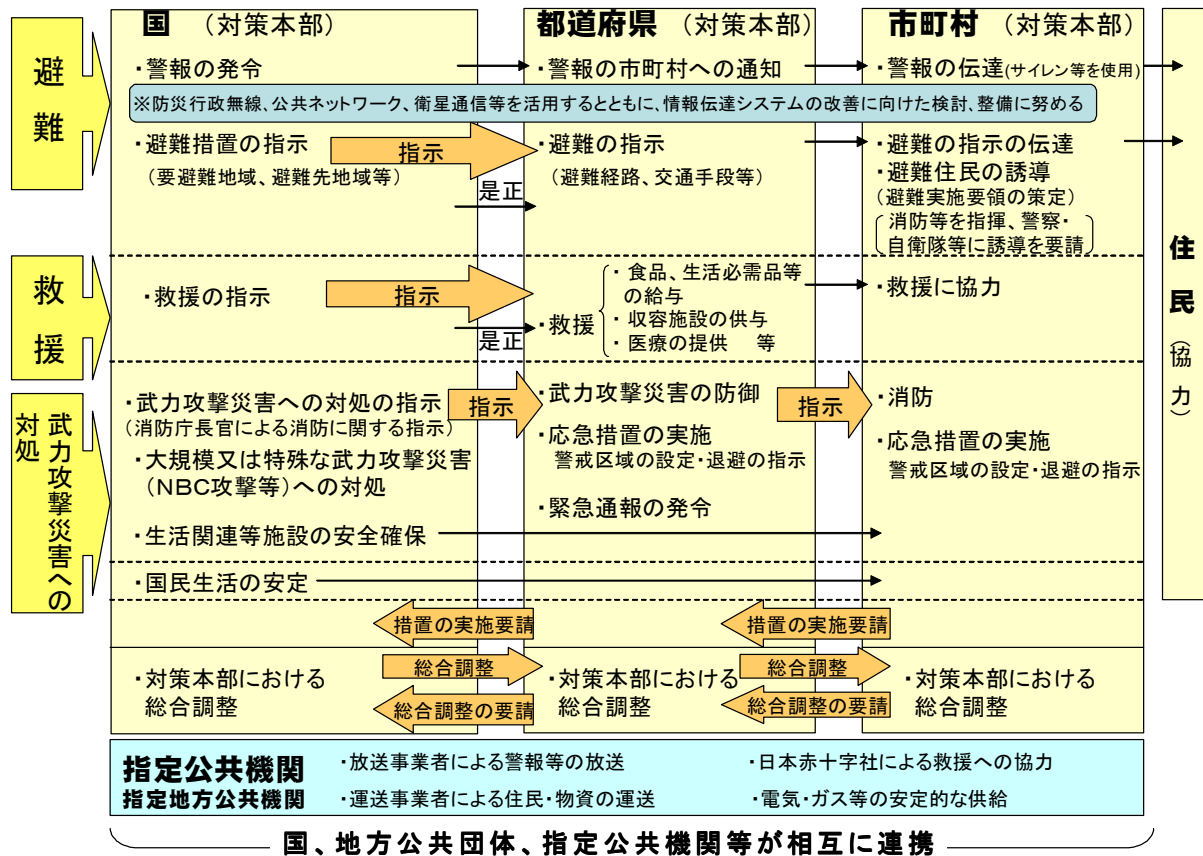 国 (対策本部)
都道府県 (対策本部)
市町村 (対策本部)
避難
・警報の発令
・警報の市町村への通知
・警報の伝達(サイレン等を使用)
※防災行政無線、公共ネットワーク、衛星通信等を活用するとともに、情報伝達システムの改善に向けた検討、整備に努める
・避難措置の指示
(要避難地域、避難先地域等)
指示
是正
・避難の指示
(避難経路、交通手段等)
・避難の指示の伝達
・避難住民の誘導
(避難実施要領の策定)
消防等を指揮、警察・
自衛隊等に誘導を要請
救援
・救援の指示
指示
是正
・救援
・食品、生活必需品等
の給与
・収容施設の供与
・医療の提供 等
・救援に協力
武力攻撃災害への
対処
・武力攻撃災害への対処の指示
(消防庁長官による消防に関する指示)
・大規模又は特殊な武力攻撃災害
(NBC攻撃等)への対処
指示
・武力攻撃災害の防御
・応急措置の実施
警戒区域の設定・退避の指示
・緊急通報の発令
指示
・消防
・応急措置の実施
警戒区域の設定・退避の指示
・生活関連等施設の安全確保
・国民生活の安定
措置の実施要請
措置の実施要請
・対策本部における
総合調整
総合調整
総合調整の要請
・対策本部における
総合調整
総合調整
総合調整の要請
・対策本部における
総合調整
住民(協力)
指定公共機関
指定地方公共機関
・放送事業者による警報等の放送
・日本赤十字社による救援への協力
・運送事業者による住民・物資の運送
・電気・ガス等の安定的な供給
国、地方公共団体、指定公共機関等が相互に連携